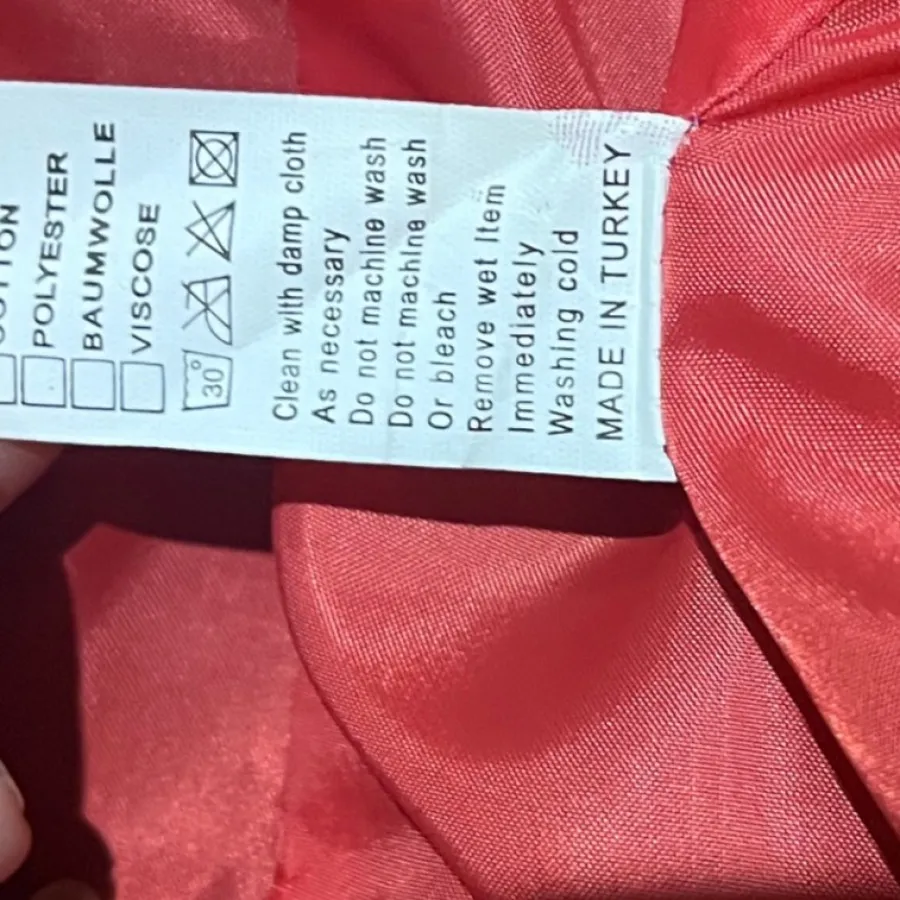 POLYESTER
BAUMWOLLE
VISCOSE
30°
Clean with damp cloth
As necessary
Do not machine wash
Do not machine wash
Or bleach
Remove wet Item
Immediately
Washing cold
MADE IN TURKEY